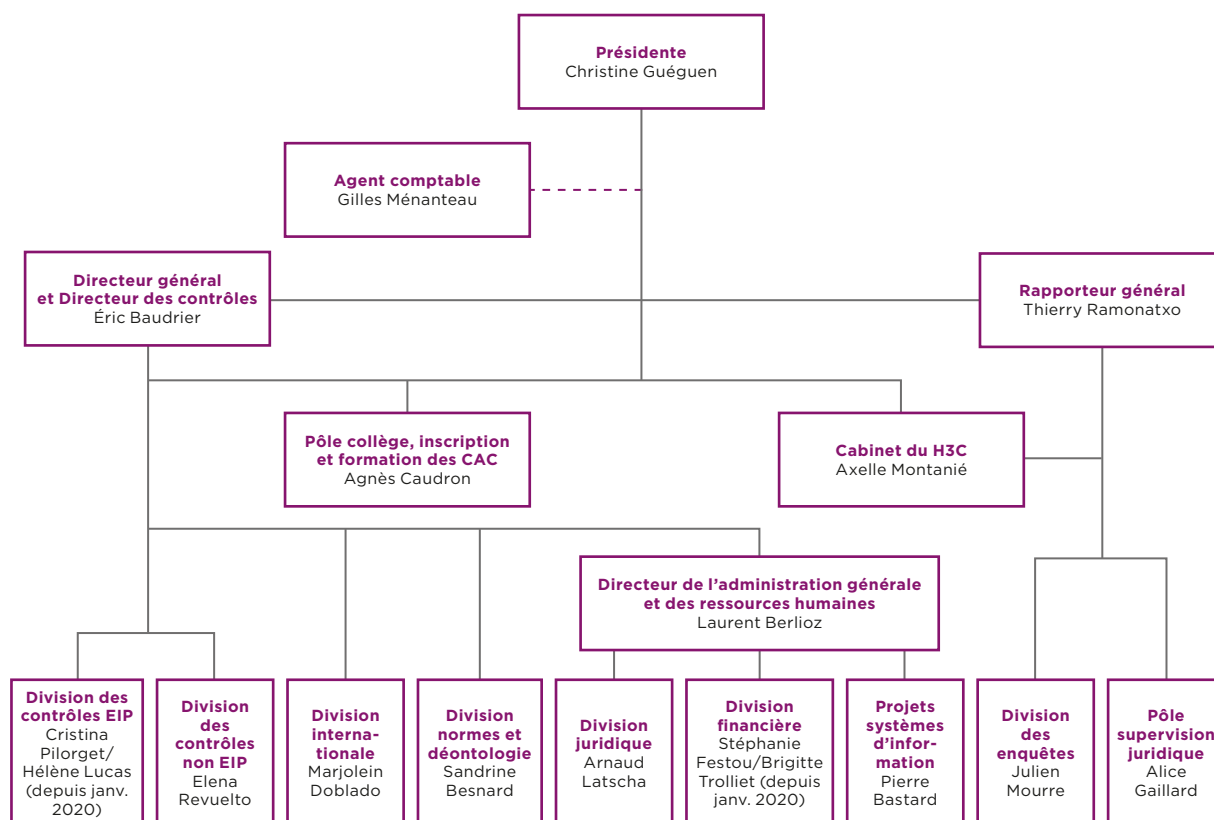 Présidente
Christine Guéguen
Agent comptable
Gilles Ménanteau
Directeur général
et Directeur des contrôles
Éric Baudrier
Rapporteur général
Thierry Ramonatxo
Pôle collège, inscription
et formation des CAC
Agnès Caudron
Cabinet du H3C
Axelle Montanié
Directeur de l’administration générale
et des ressources humaines
Laurent Berlioz
Division des
contrôles EIP
Cristina
Pilorget/
Hélène Lucas
(depuis janv.
2020)
Division
des
contrôles
non EIP
Elena
Revuelto
Division
interna-
tionale
Marjolein
Doblado
Division
normes et
déontologie
Sandrine
Besnard
Division
juridique
Arnaud
Latscha
Division
financière
Stéphanie
Festou/Brigitte
Trolliet (depuis
janv. 2020)
Projets
systèmes
d’infor-
mation
Pierre
Bastard
Division
des
enquêtes
Julien
Mourre
Pôle
supervision
juridique
Alice
Gaillard